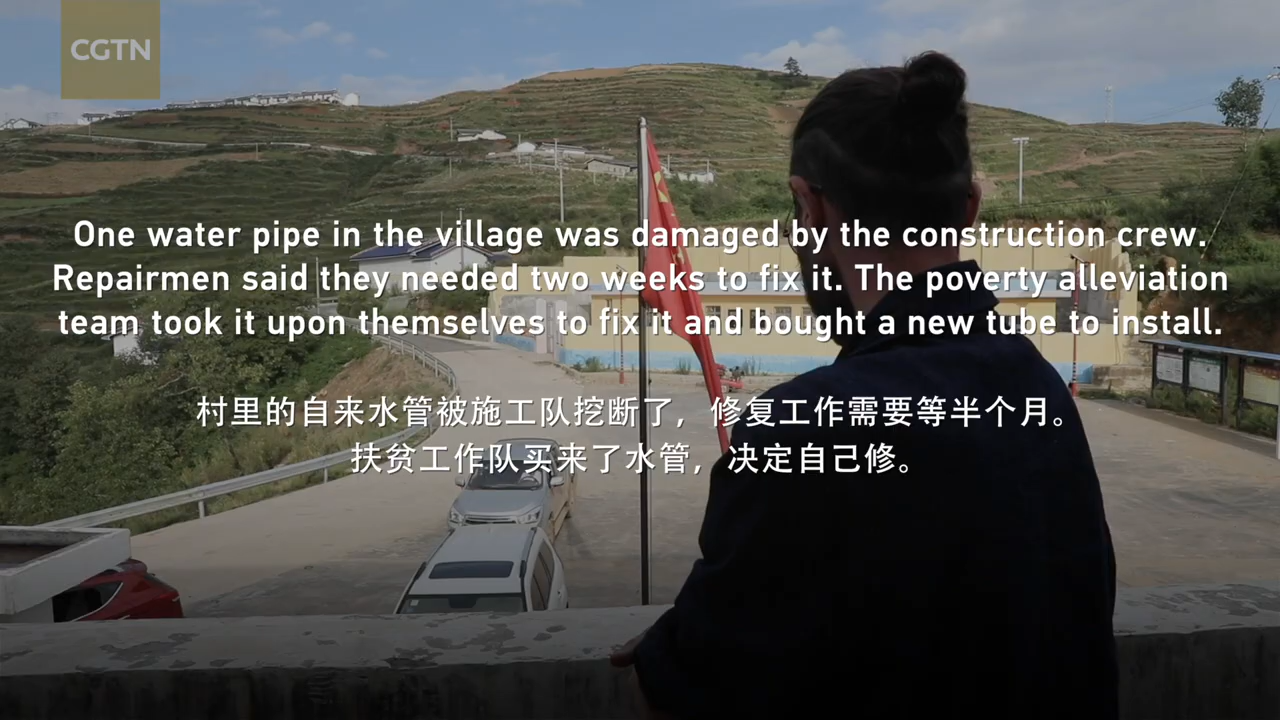 CGTN
One water pipe in the village was damaged by the construction crew.
Repairmen said they needed two weeks to fix it. The poverty alleviation
team took it upon themselves to fix it and bought a new tube to install.
村里的自来水管被施工队挖断了，修复工作需要等半个月。
扶贫工作队买来了水管，决定自己修。